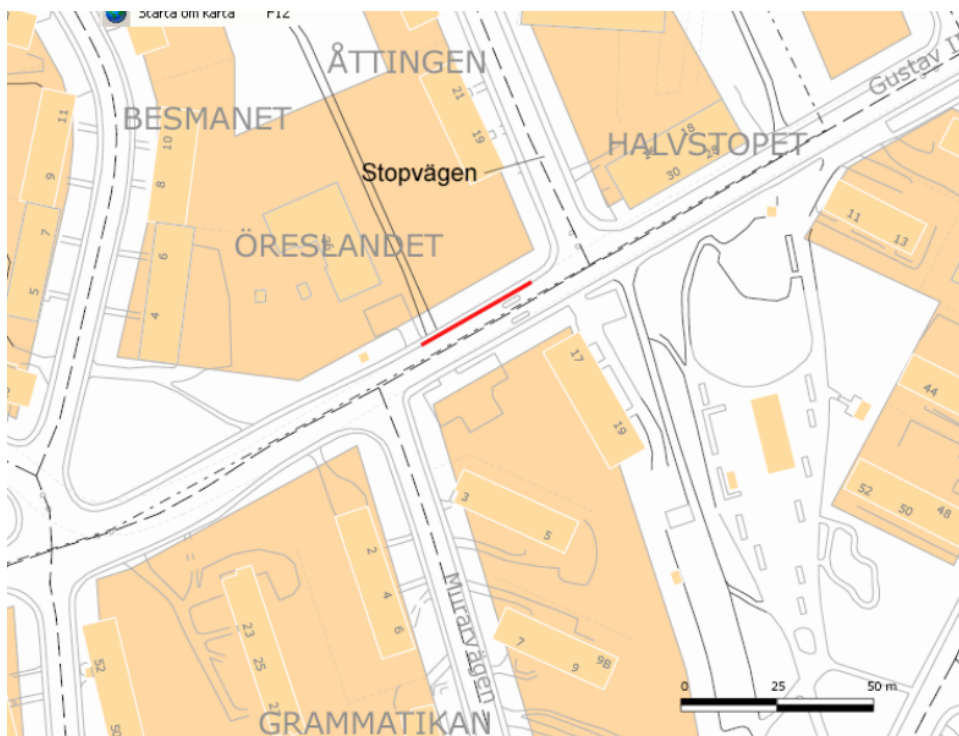 Starta om karta F12
ÅTTINGEN
Gustav
BESMANET
HALVSTOPET
Stopvägen
ÖRESLANDET
11
9
7
5
10
8
6
4
21
19
18
30
11
13
17
19
44
52
50
48
3
5
2
4
6
7
9
9B
23
25
52
Murarvägen
GRAMMATIKAN
0 25 50 m